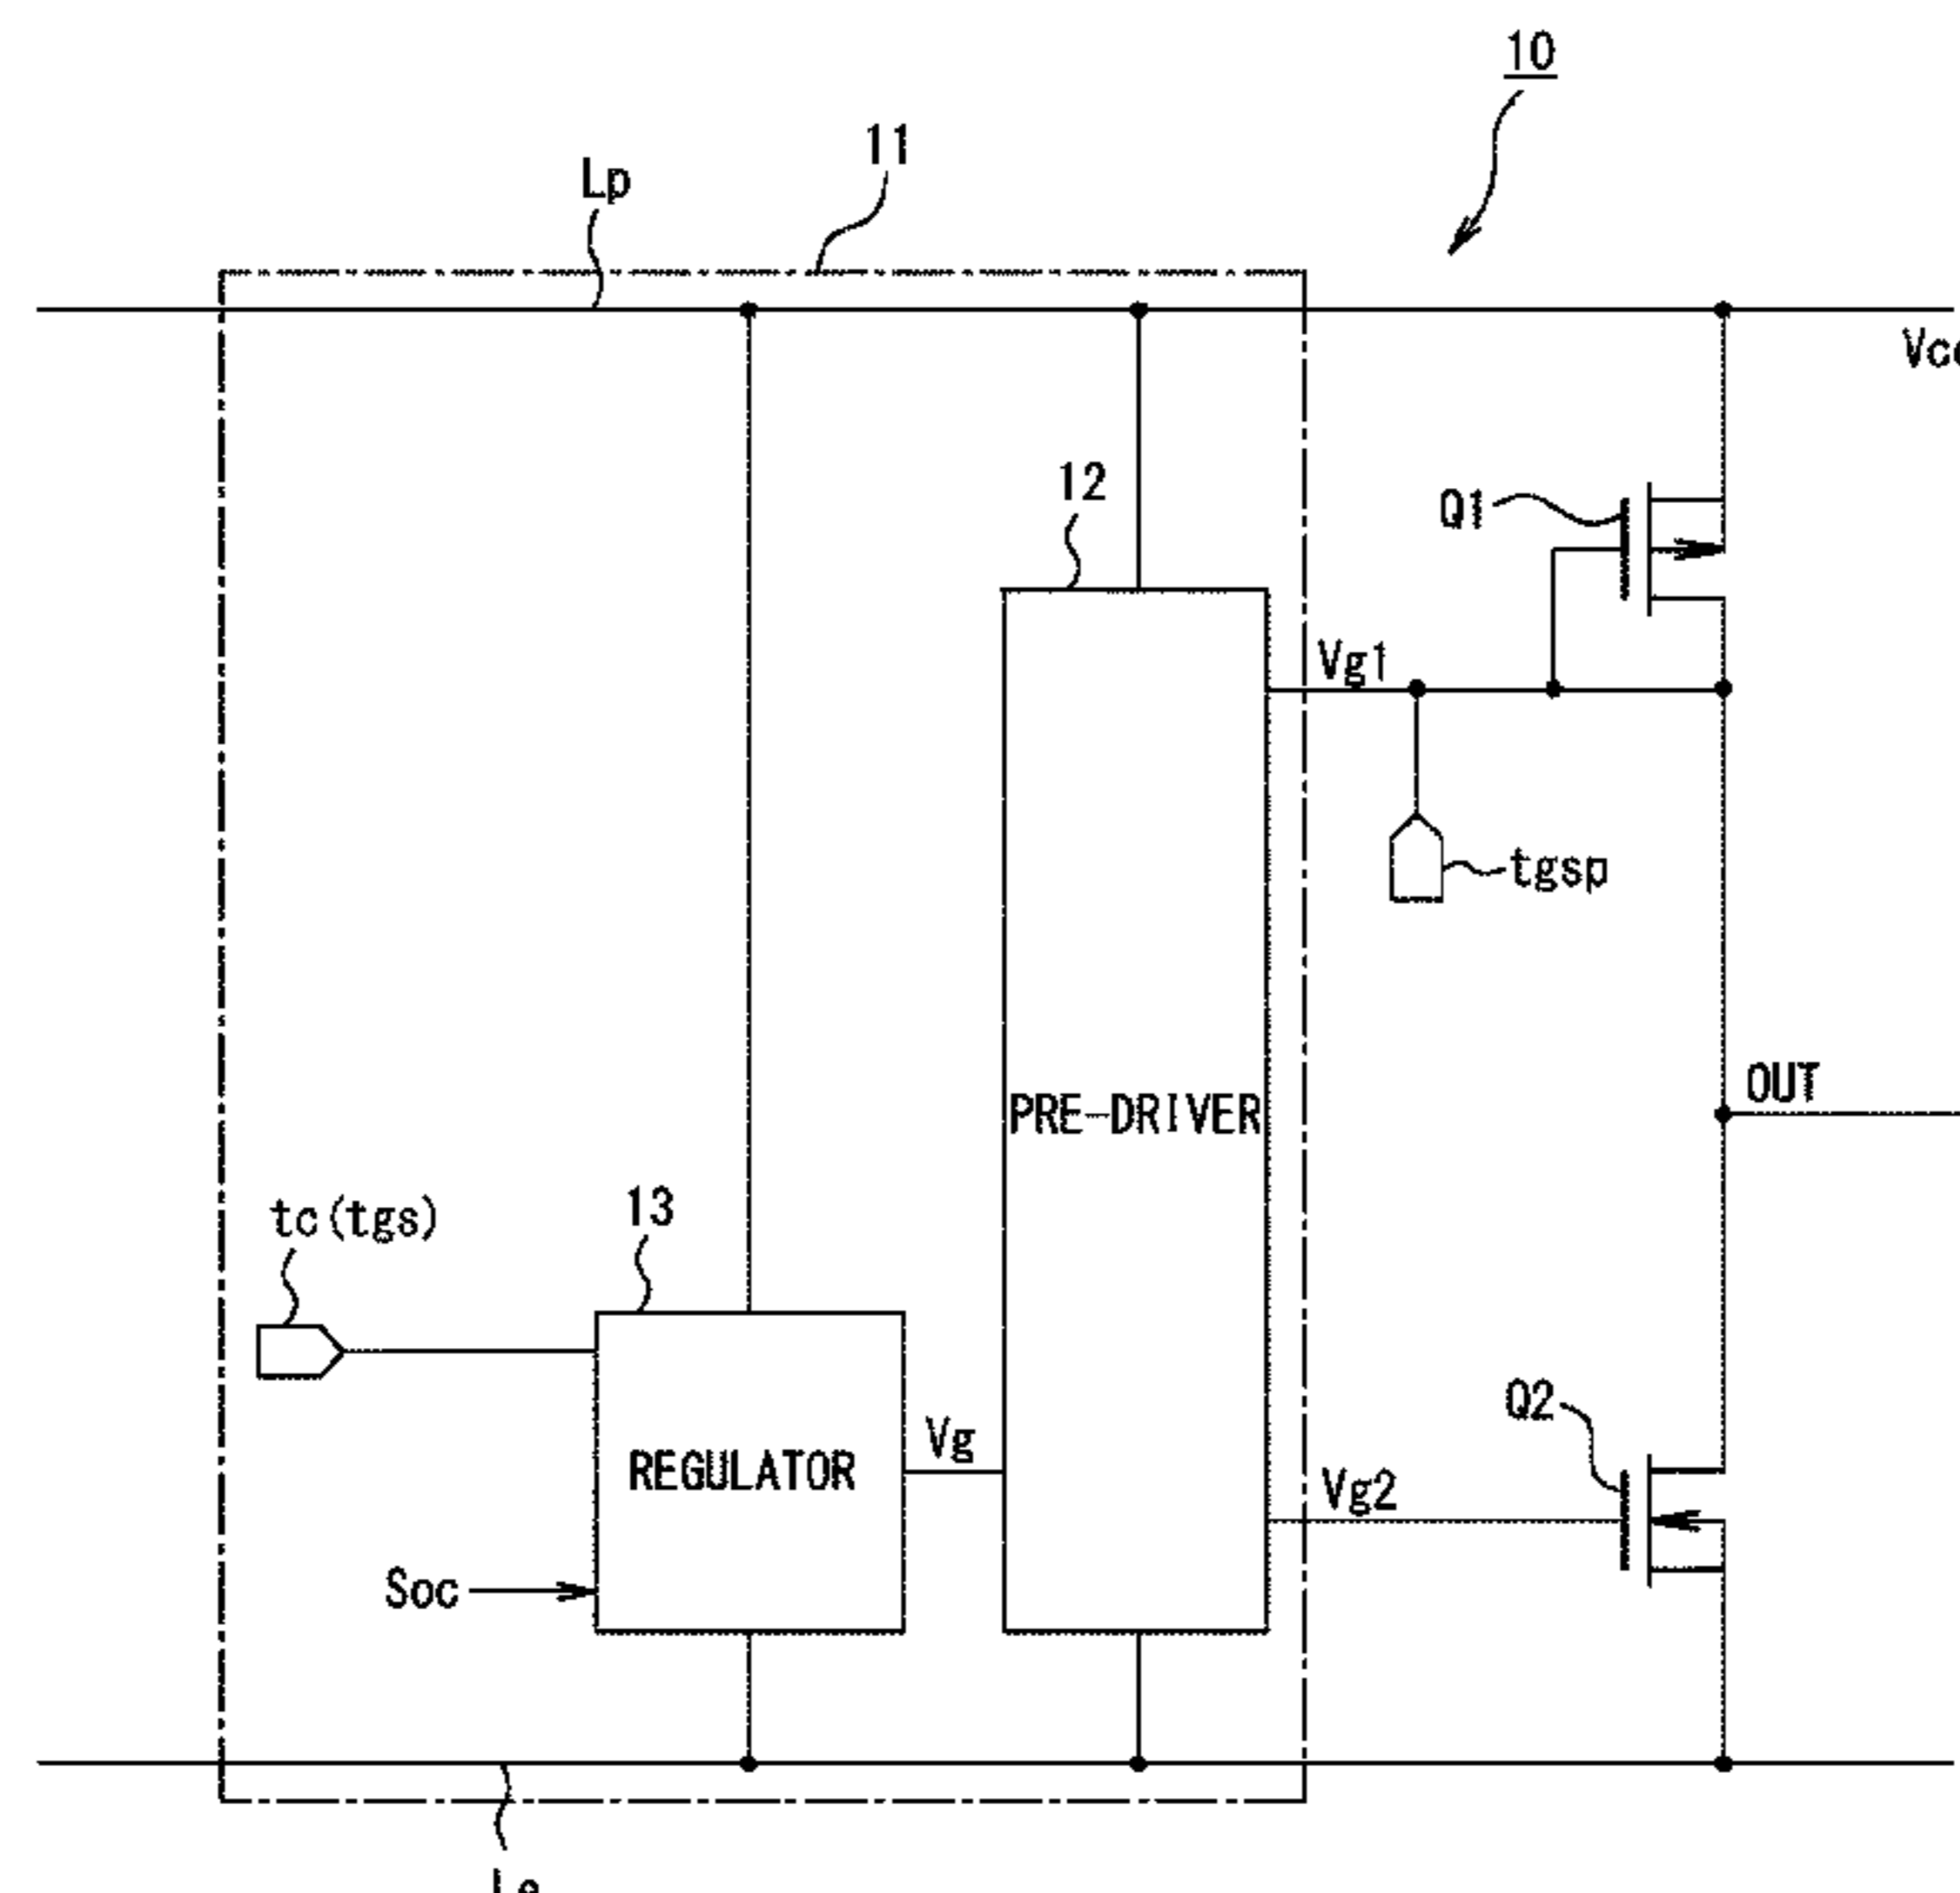 10
11
Lp
Vcc
12
Q1
Vg1
tgsp
PRE-DRIVER
OUT
tc(tgs)
13
Q2
Vg
REGULATOR
Vg2
Soc